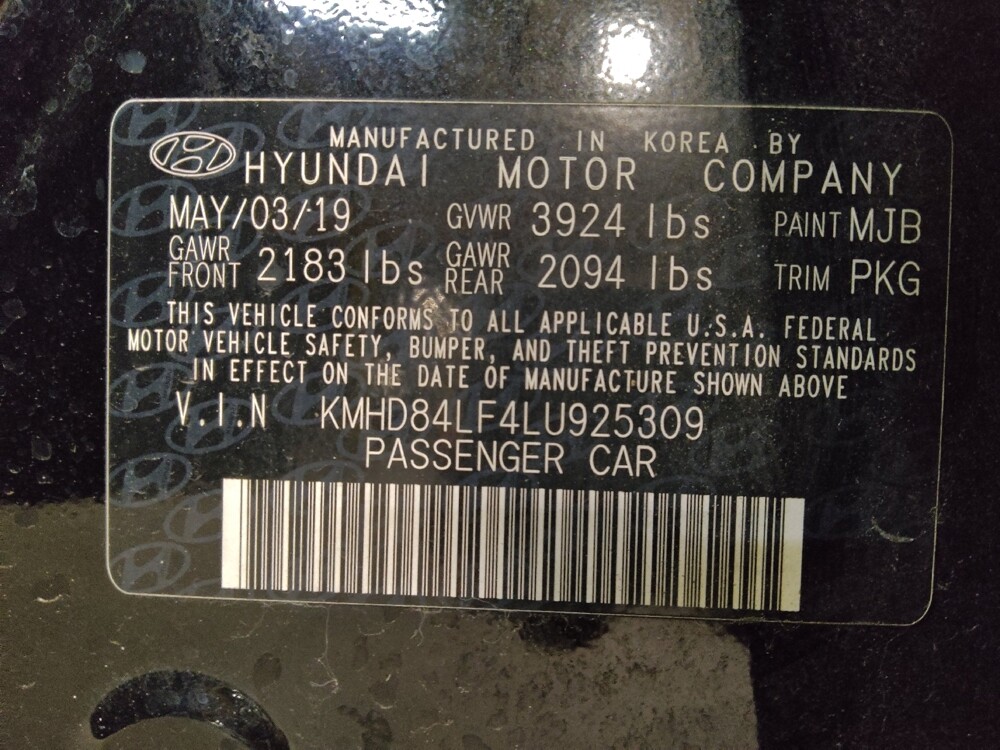 MANUFACTURED IN KOREA BY
HYUNDAI MOTOR COMPANY
MAY/03/19 GVWR 3924 lbs PAINT MJB
GAWR FRONT 2183 lbs GAWR REAR 2094 lbs TRIM PKG
THIS VEHICLE CONFORMS TO ALL APPLICABLE U.S.A. FEDERAL
MOTOR VEHICLE SAFETY, BUMPER, AND THEFT PREVENTION STANDARDS
IN EFFECT ON THE DATE OF MANUFACTURE SHOWN ABOVE
V.I.N KMHD84LF4LU925309
PASSENGER CAR